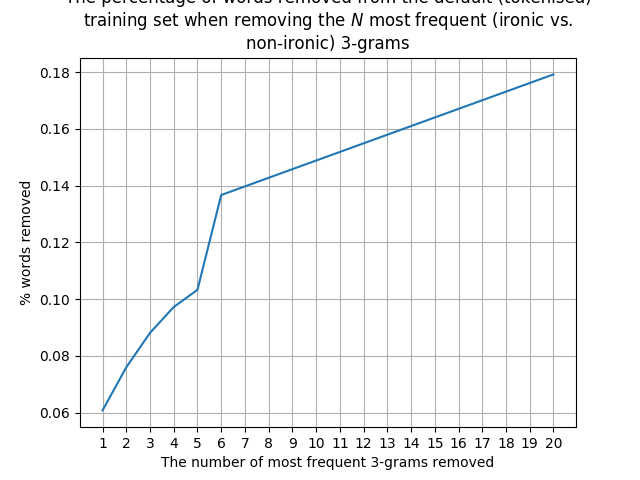 The percentage of words removed from the default (tokenised)
training set when removing the N most frequent (ironic vs.
non-ironic) 3-grams
0.18
0.16
0.14
0.12
0.10
0.08
0.06
% words removed
1 2 3 4 5 6 7 8 9 10 11 12 13 14 15 16 17 18 19 20
The number of most frequent 3-grams removed